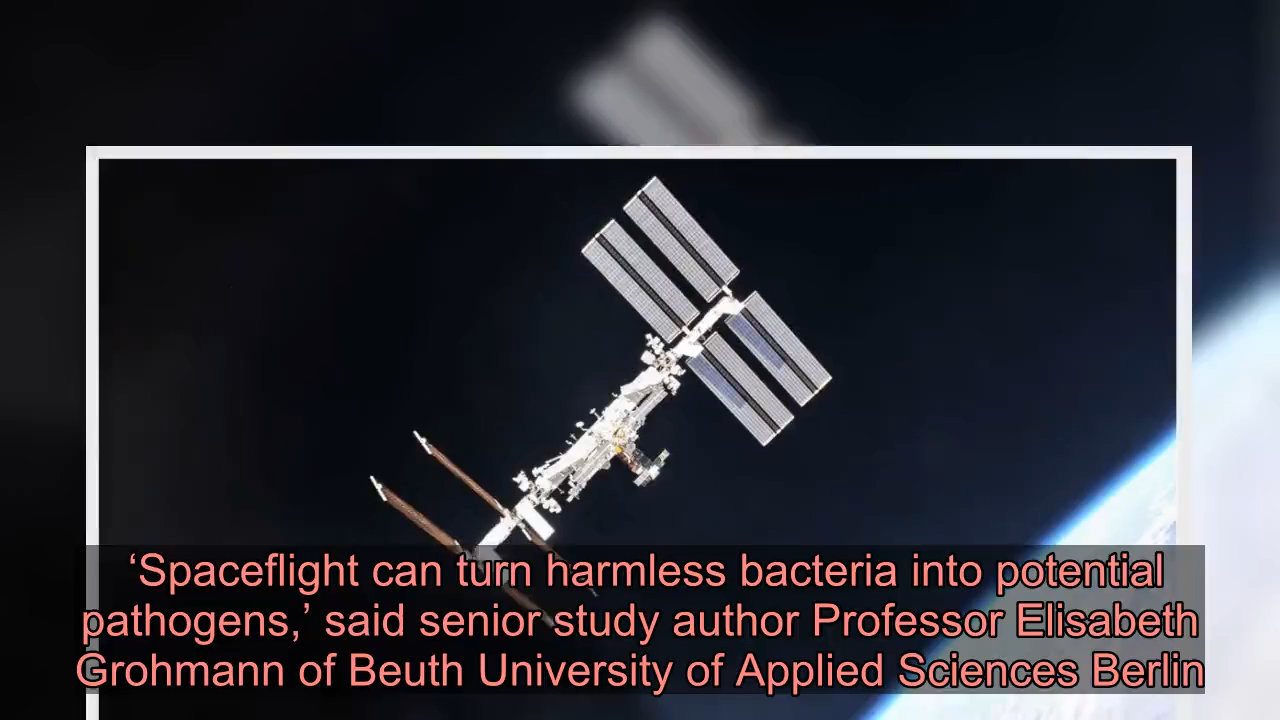 ‘Spaceflight can turn harmless bacteria into potential
pathogens,’ said senior study author Professor Elisabeth
Grohmann of Beuth University of Applied Sciences Berlin